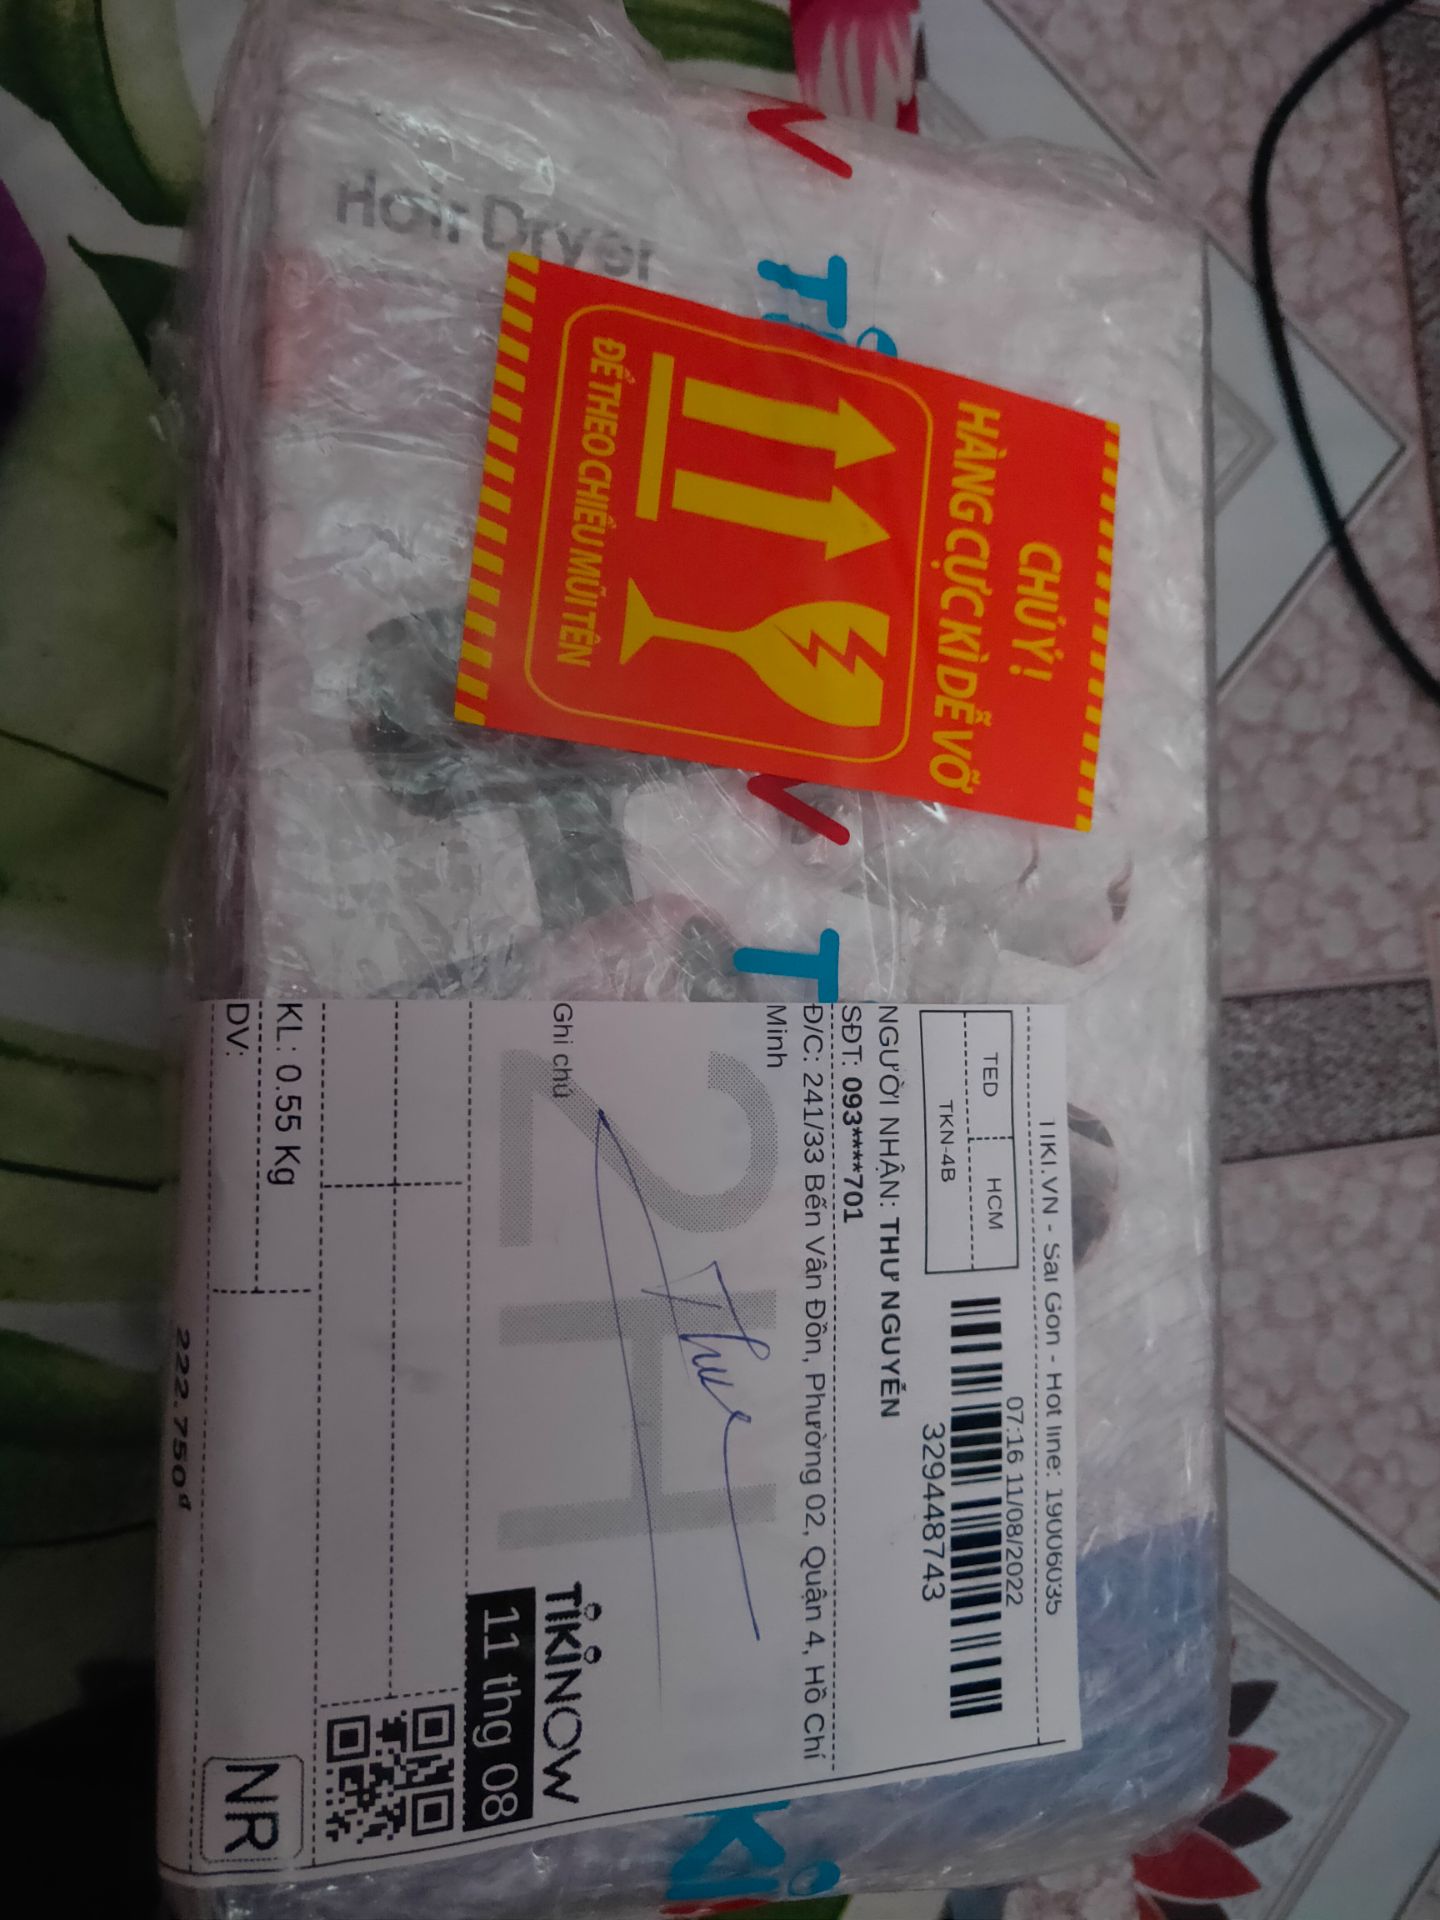 Hair Dryer
CHÚ Ý!
HÀNG CỰC KÌ DỄ VỠ
ĐỂ THEO CHIỀU MŨI TÊN
TIKI.VN - Sai Gon - Hot line: 19006035
07:16 11/08/2022
TED HCM
TKN-4B
329448743
NGƯỜI NHẬN: THƯ NGUYỄN
SĐT: 093****701
Đ/C: 241/33 Bến Vân Đồn, Phường 02, Quận 4, Hồ Chí
Minh
2H
Thư
Ghi chú
TIKINOW
11 thg 08
KL: 0.55 Kg
DV:
NR
222.750đ